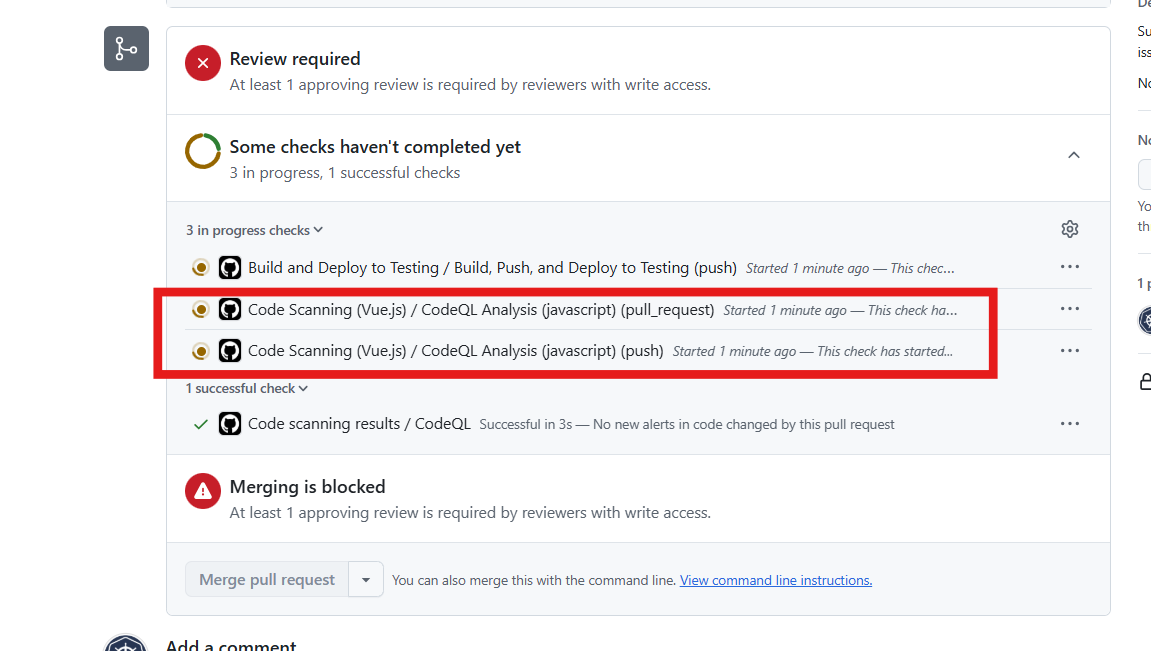 De
Su
iss
Review required
At least 1 approving review is required by reviewers with write access.
No
Some checks haven't completed yet
3 in progress, 1 successful checks
No
Yo
th
3 in progress checks
Build and Deploy to Testing / Build, Push, and Deploy to Testing (push) Started 1 minute ago — This chec...
1 p
Code Scanning (Vue.js) / CodeQL Analysis (javascript) (pull_request) Started 1 minute ago — This check ha...
Code Scanning (Vue.js) / CodeQL Analysis (javascript) (push) Started 1 minute ago — This check has started...
1 successful check
Code scanning results / CodeQL Successful in 3s — No new alerts in code changed by this pull request
Merging is blocked
At least 1 approving review is required by reviewers with write access.
Merge pull request
You can also merge this with the command line. View command line instructions.
Add a comment